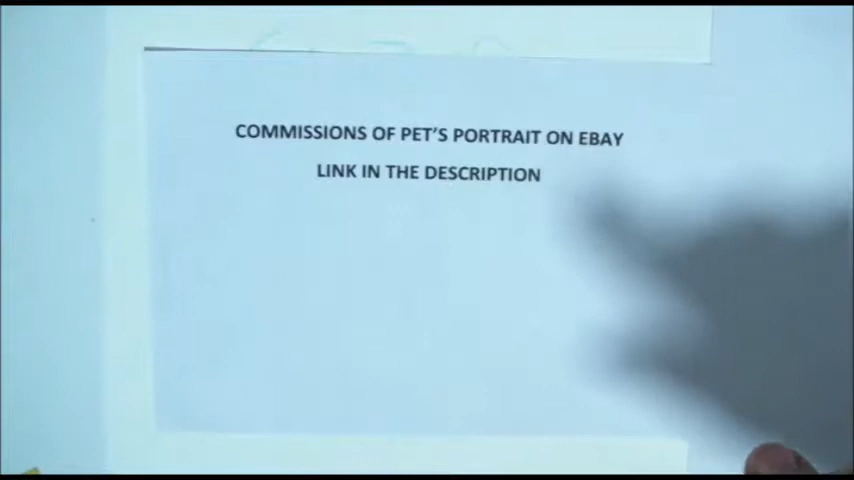 COMMISSIONS OF PET'S PORTRAIT ON EBAY
LINK IN THE DESCRIPTION